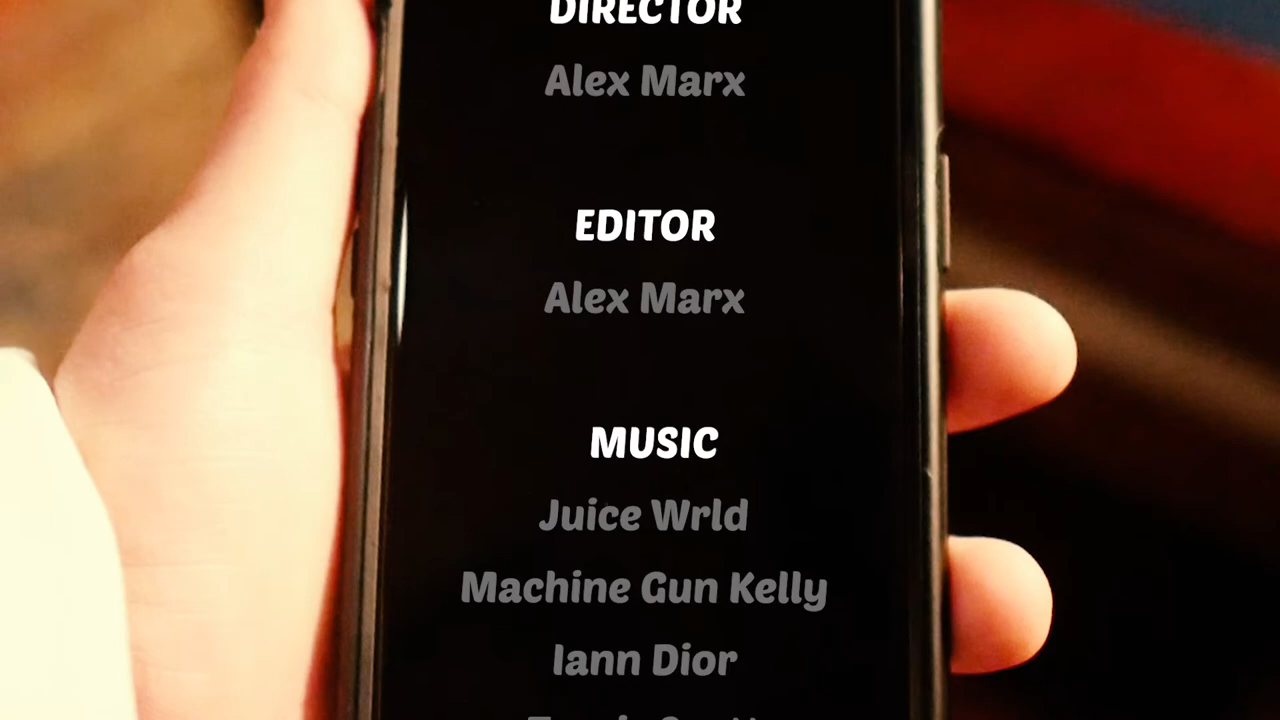 DIRECTOR
Alex Marx
EDITOR
Alex Marx
MUSIC
Juice Wrld
Machine Gun Kelly
Iann Dior